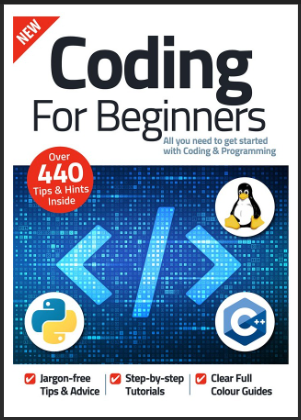 NEW
Coding
For Beginners
All you need to get started
with Coding & Programming
Over
440
Tips & Hints
Inside
</>
C++
Jargon-free
Tips & Advice
Step-by-step
Tutorials
Clear Full
Colour Guides